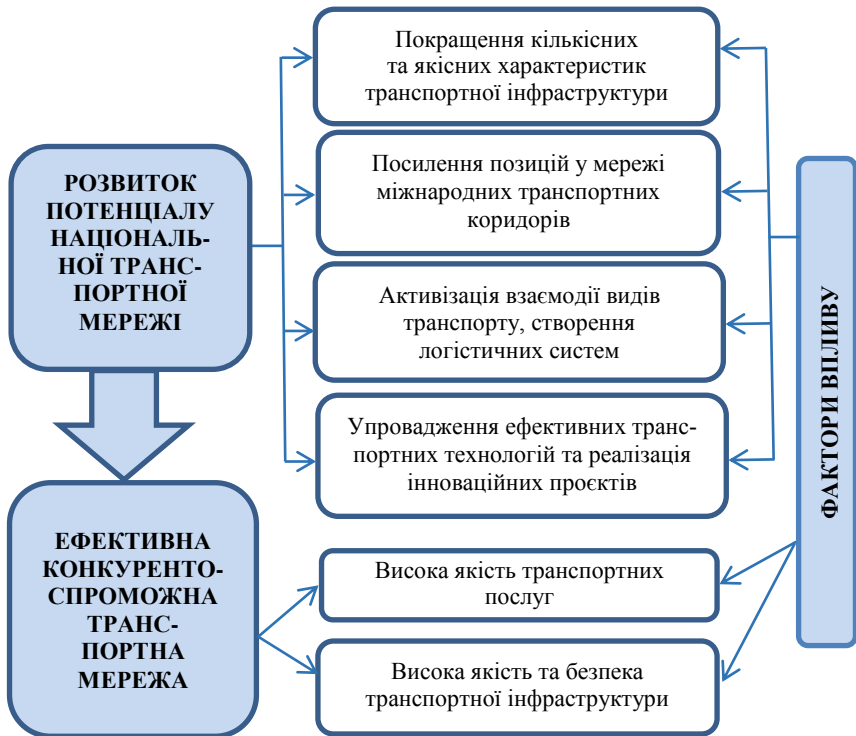 Покращення кількісних
та якісних характеристик
транспортної інфраструктури
Посилення позицій у мережі
міжнародних транспортних
коридорів
Активізація взаємодії видів
транспорту, створення
логістичних систем
Упровадження ефективних транс-
портних технологій та реалізація
інноваційних проєктів
РОЗВИТОК
ПОТЕНЦІАЛУ
НАЦІОНАЛЬ-
НОЇ ТРАНС-
ПОРТНОЇ
МЕРЕЖІ
ЕФЕКТИВНА
КОНКУРЕНТО-
СПРОМОЖНА
ТРАНС-
ПОРТНА
МЕРЕЖА
Висока якість транспортних
послуг
Висока якість та безпека
транспортної інфраструктури
ФАКТОРИ ВПЛИВУ